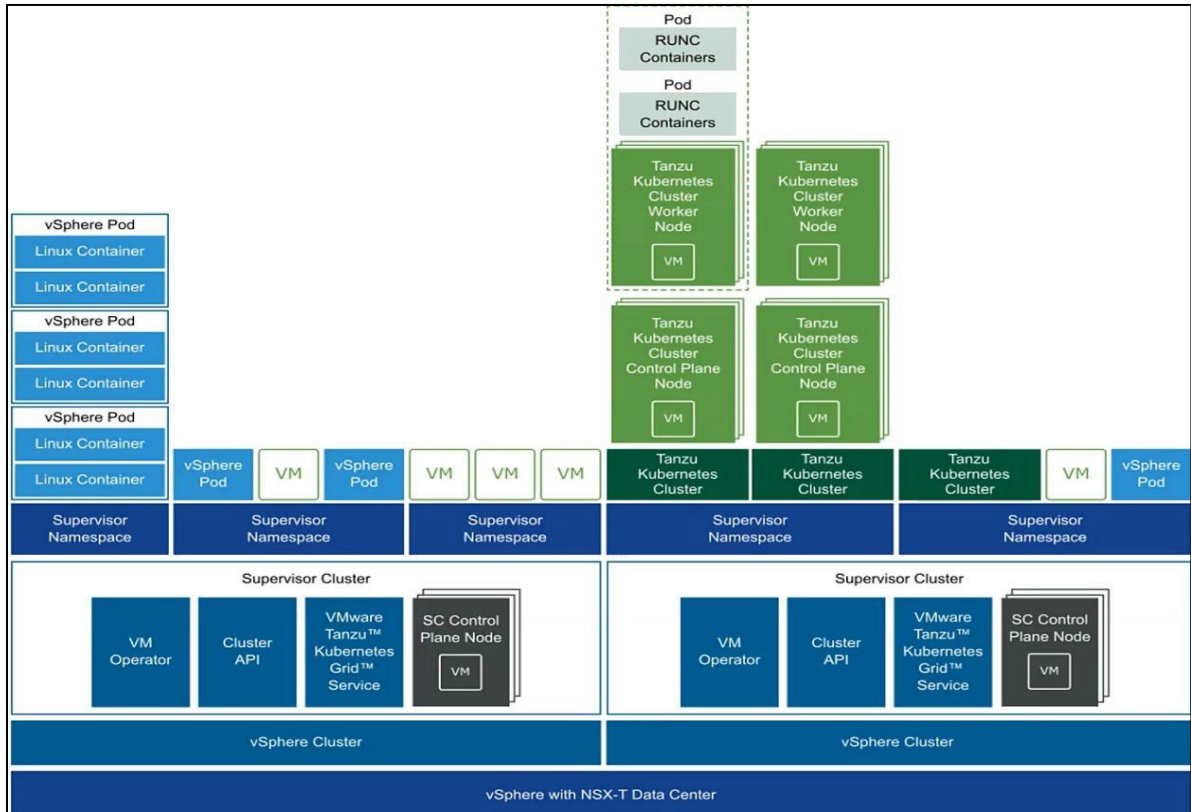 Pod
RUNC
Containers
Pod
RUNC
Containers
Tanzu
Kubernetes
Cluster
Worker
Node
VM
Tanzu
Kubernetes
Cluster
Worker
Node
VM
vSphere Pod
Linux Container
Linux Container
vSphere Pod
Linux Container
Linux Container
vSphere Pod
Linux Container
Linux Container
Tanzu
Kubernetes
Cluster
Control Plane
Node
VM
Tanzu
Kubernetes
Cluster
Control Plane
Node
VM
vSphere
Pod
VM
vSphere
Pod
VM
VM
VM
Tanzu
Kubernetes
Cluster
Tanzu
Kubernetes
Cluster
Tanzu
Kubernetes
Cluster
VM
vSphere
Pod
Supervisor
Namespace
Supervisor
Namespace
Supervisor
Namespace
Supervisor
Namespace
Supervisor
Namespace
Supervisor Cluster
VM
Operator
Cluster
API
VMware
Tanzu™
Kubernetes
Grid™
Service
SC Control
Plane Node
VM
Supervisor Cluster
VM
Operator
Cluster
API
VMware
Tanzu™
Kubernetes
Grid™
Service
SC Control
Plane Node
VM
vSphere Cluster
vSphere Cluster
vSphere with NSX-T Data Center